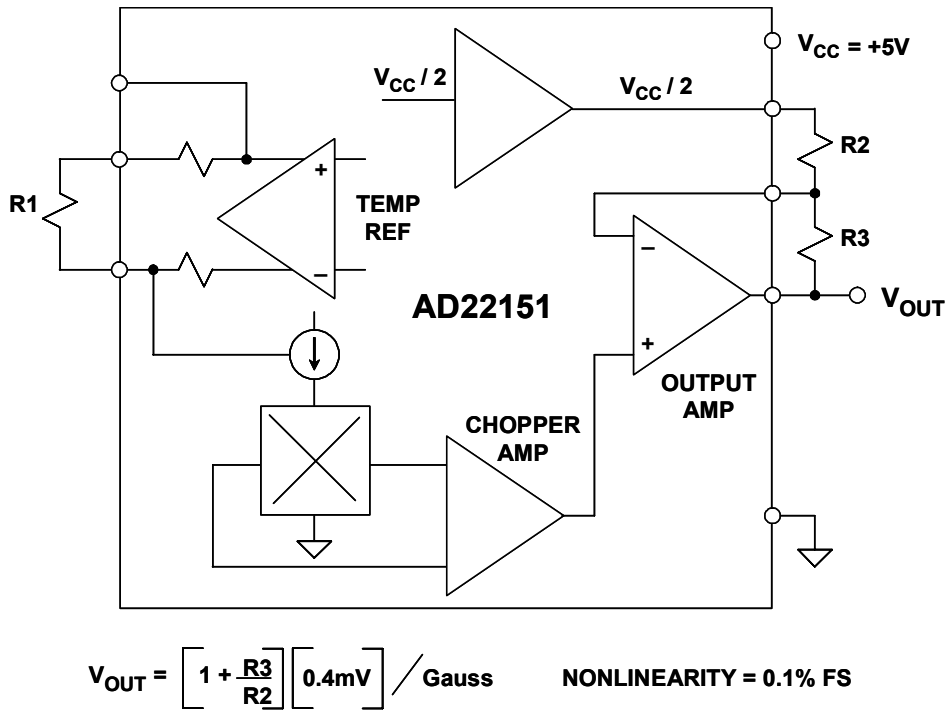 V_CC = +5V
V_CC / 2
V_CC / 2
R2
R1
+
TEMP
REF
−
R3
−
AD22151
V_OUT
+
OUTPUT
AMP
CHOPPER
AMP
V_OUT = [1 + R3/R2] [0.4mV] / Gauss
NONLINEARITY = 0.1% FS